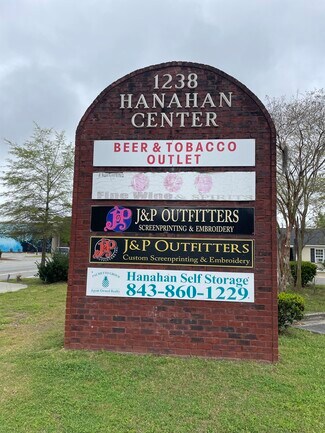 1238
HANAHAN
CENTER
BEER & TOBACCO
OUTLET
J&P
J&P OUTFITTERS
SCREENPRINTING & EMBROIDERY
J&P OUTFITTERS
Custom Screenprinting & Embroidery
Hanahan Self Storage
843-860-1229